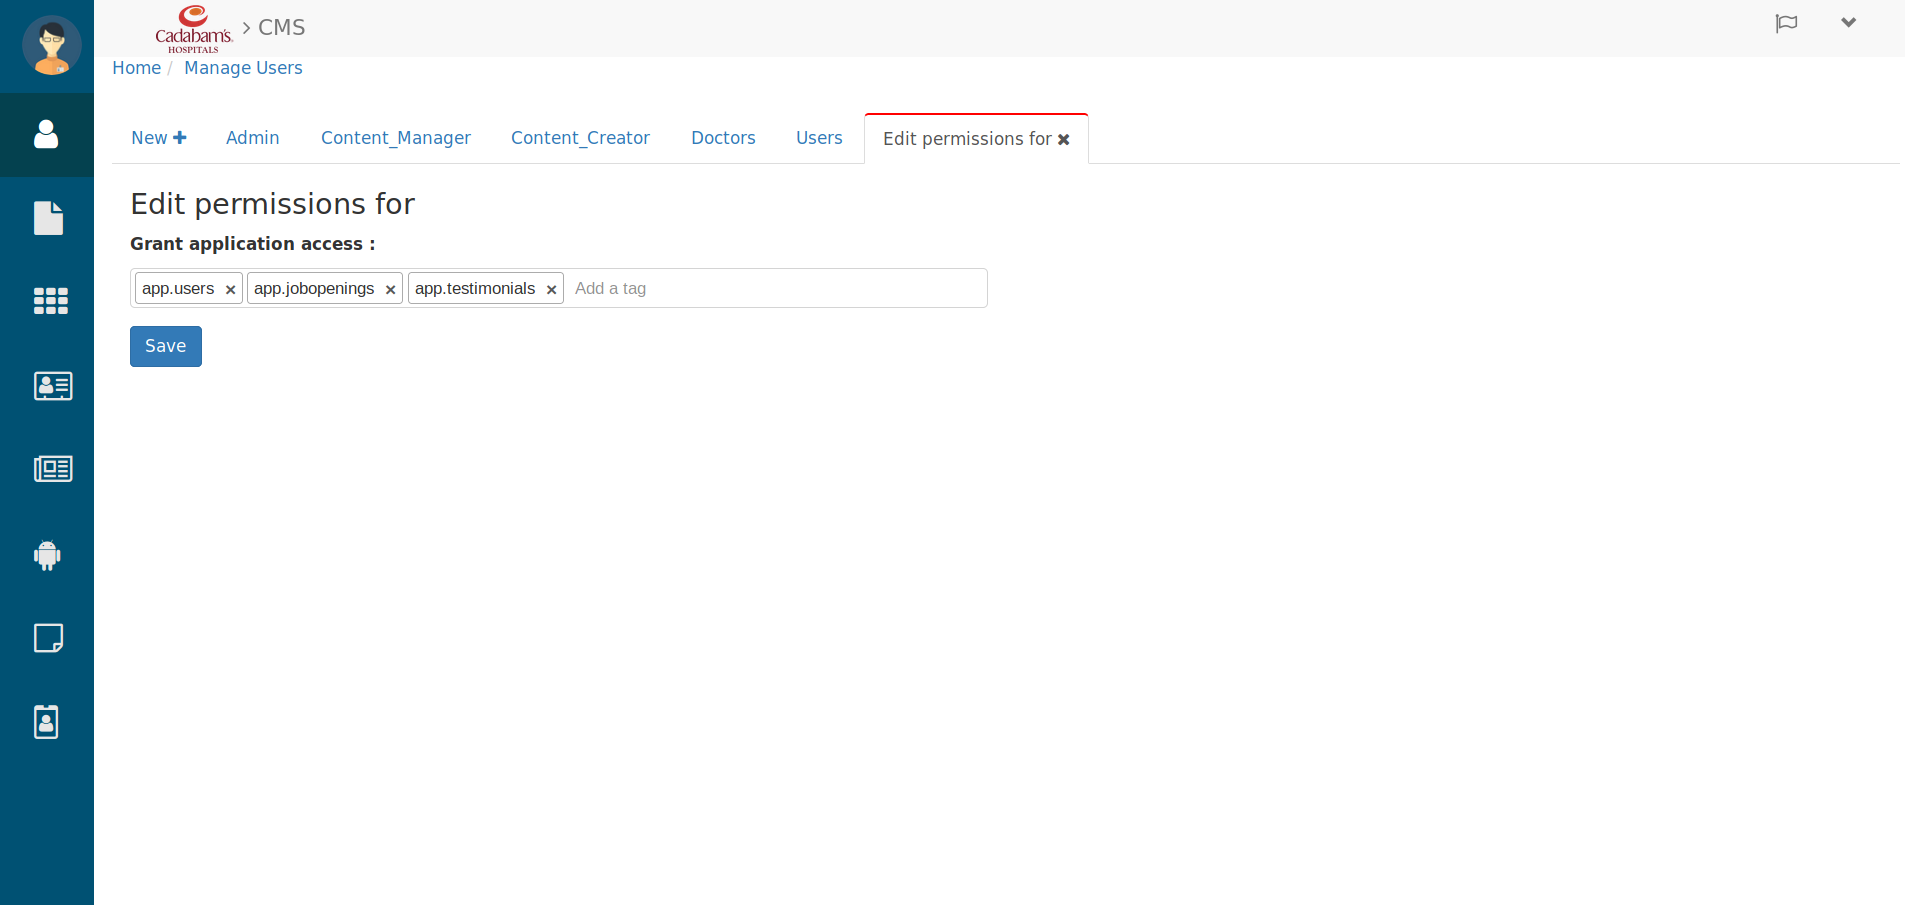 Cadabam's
HOSPITALS
CMS
Home / Manage Users
New Admin Content_Manager Content_Creator Doctors Users Edit permissions for
Edit permissions for
Grant application access :
app.users × app.jobopenings × app.testimonials × Add a tag
Save